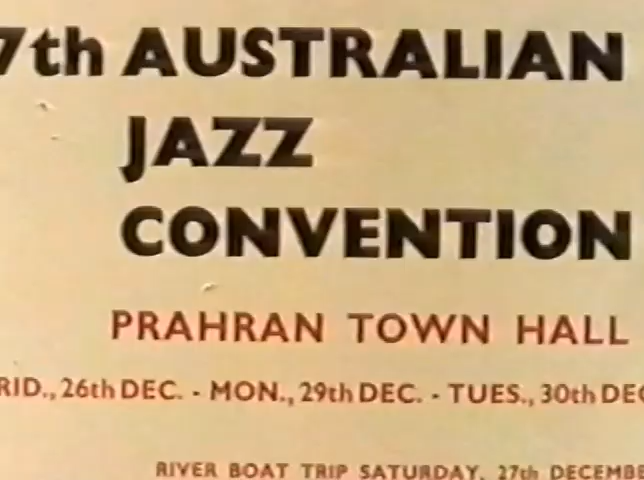 7th AUSTRALIAN
JAZZ
CONVENTION
PRAHRAN TOWN HALL
RID., 26th DEC. - MON., 29th DEC. - TUES., 30th DEC
RIVER BOAT TRIP SATURDAY, 27th DECEMBE